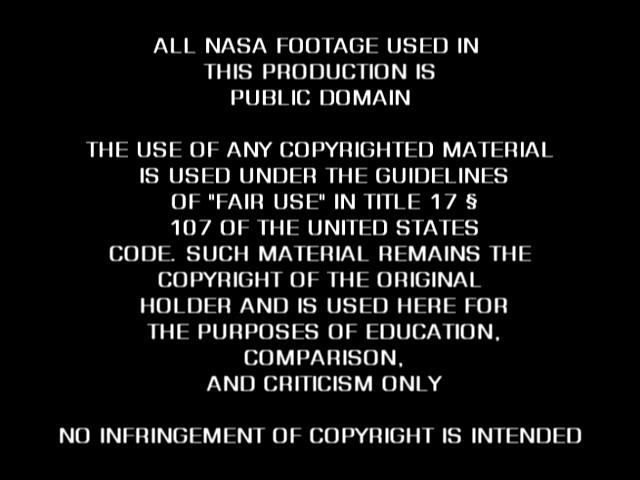 ALL NASA FOOTAGE USED IN
THIS PRODUCTION IS
PUBLIC DOMAIN
THE USE OF ANY COPYRIGHTED MATERIAL
IS USED UNDER THE GUIDELINES
OF "FAIR USE" IN TITLE 17 §
107 OF THE UNITED STATES
CODE. SUCH MATERIAL REMAINS THE
COPYRIGHT OF THE ORIGINAL
HOLDER AND IS USED HERE FOR
THE PURPOSES OF EDUCATION,
COMPARISON,
AND CRITICISM ONLY
NO INFRINGEMENT OF COPYRIGHT IS INTENDED